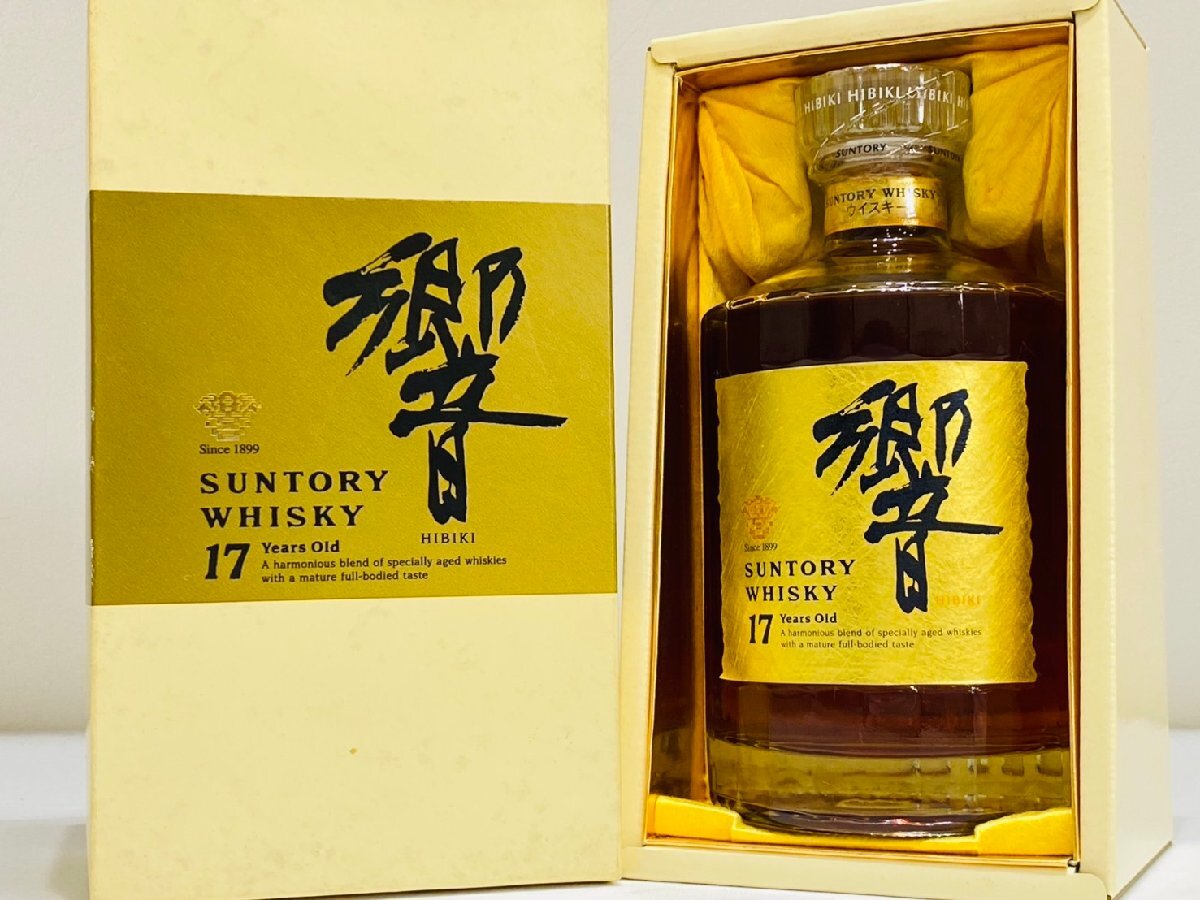 響
HIBIKI
Since 1899
SUNTORY
WHISKY
17 Years Old
A harmonious blend of specially aged whiskies
with a mature full-bodied taste
HIBIKI HIBIKI HIBIKI
SUNTORY SUNTORY
SUNTORY WHISKY
ウイスキー
響
HIBIKI
Since 1899
SUNTORY
WHISKY
17 Years Old
A harmonious blend of specially aged whiskies
with a mature full-bodied taste